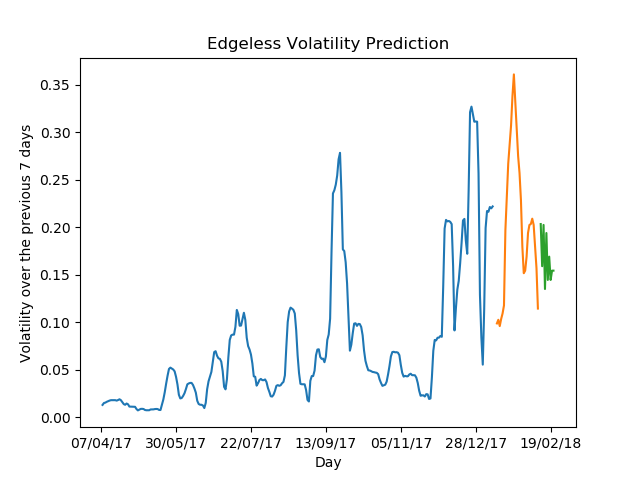 Edgeless Volatility Prediction
Volatility over the previous 7 days
0.35
0.30
0.25
0.20
0.15
0.10
0.05
0.00
07/04/17 30/05/17 22/07/17 13/09/17 05/11/17 28/12/17 19/02/18
Day